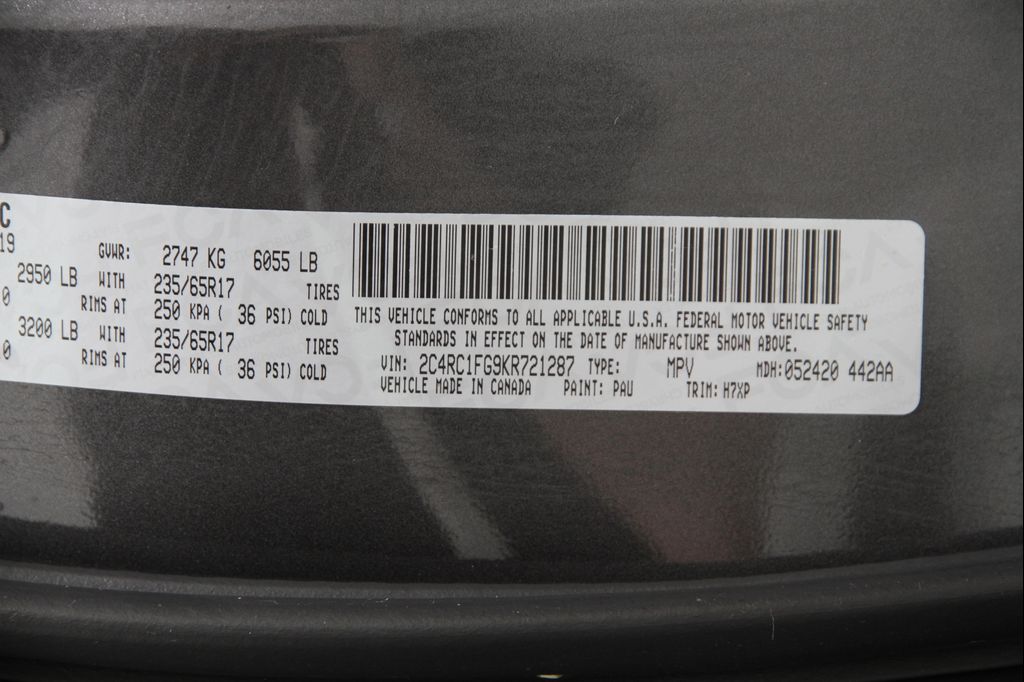 C
19
GVWR: 2747 KG 6055 LB
2950 LB WITH 235/65R17 TIRES
0 RIMS AT 250 KPA ( 36 PSI) COLD
3200 LB WITH 235/65R17 TIRES
0 RIMS AT 250 KPA ( 36 PSI) COLD
THIS VEHICLE CONFORMS TO ALL APPLICABLE U.S.A. FEDERAL MOTOR VEHICLE SAFETY
STANDARDS IN EFFECT ON THE DATE OF MANUFACTURE SHOWN ABOVE.
VIN: 2C4RC1FG9KR721287 TYPE: MPV MDH:052420 442AA
VEHICLE MADE IN CANADA PAINT: PAU TRIM: H7XP